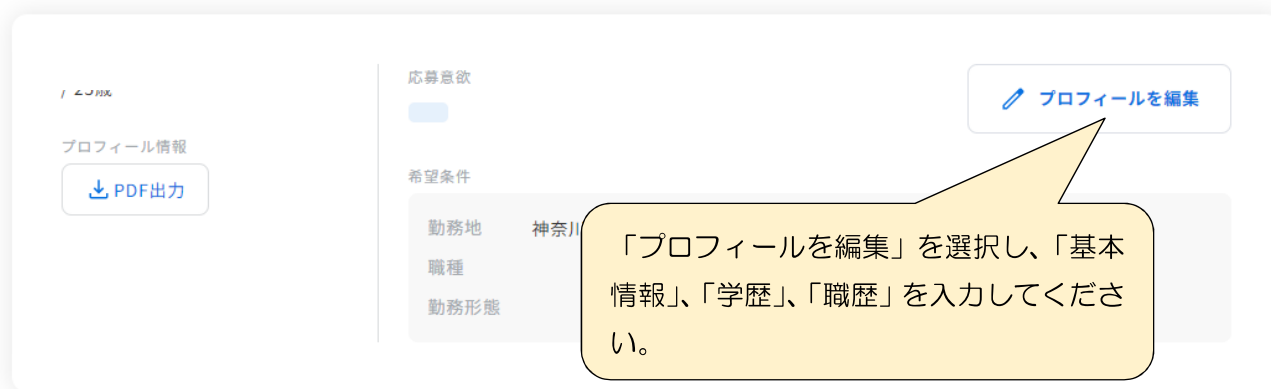 プロフィール情報
PDF出力
応募意欲
プロフィールを編集
希望条件
勤務地 神奈川
職種
勤務形態
「プロフィールを編集」を選択し、「基本
情報」、「学歴」、「職歴」を入力してくださ
い。